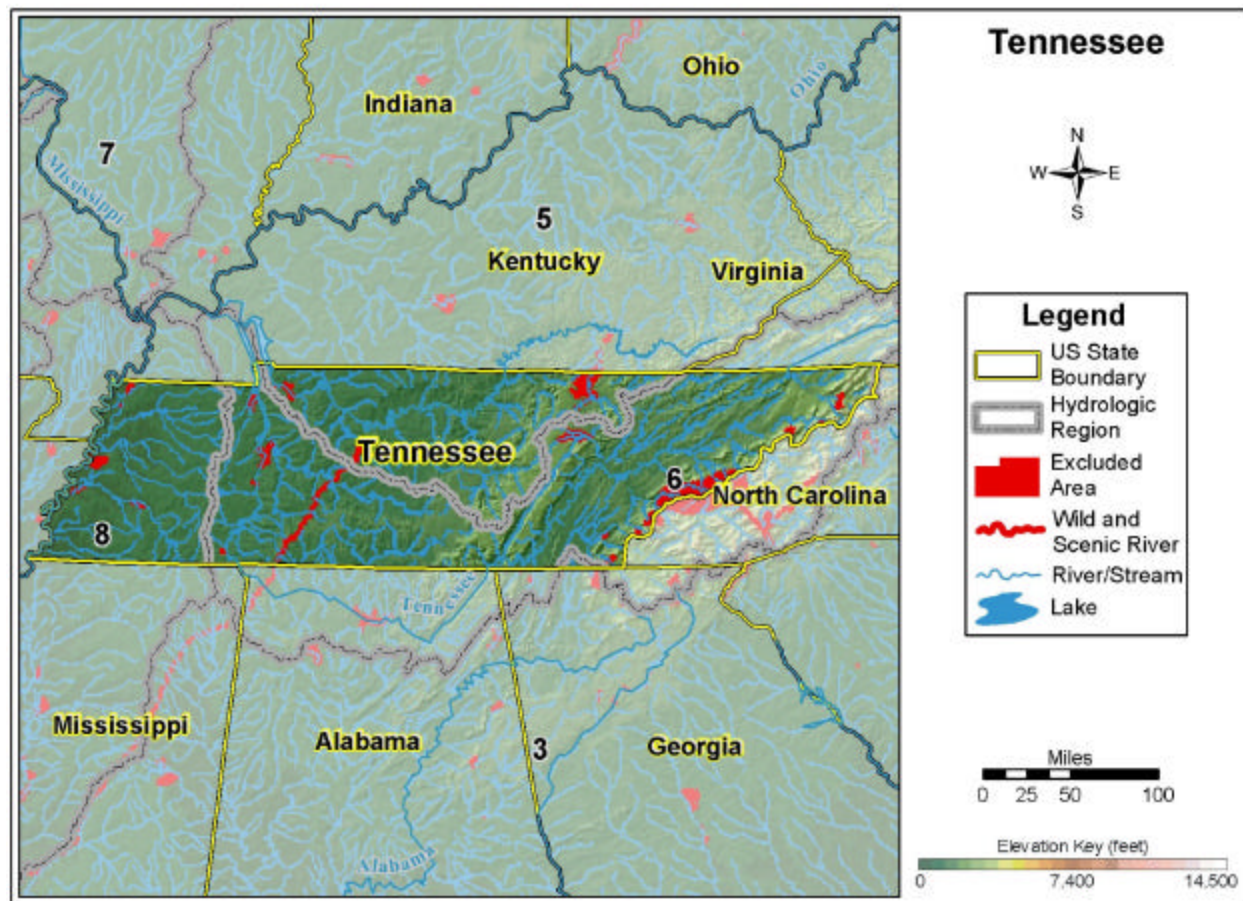 Tennessee
Ohio
Ohio
Indiana
7
Mississippi
N
W
E
S
5
Kentucky
Virginia
Legend
US State
Boundary
Hydrologic
Region
Excluded
Area
Wild and
Scenic River
River/Stream
Lake
Tennessee
6
North Carolina
8
Tennessee
Mississippi
Alabama
3
Georgia
Alabama
Miles
0 25 50 100
Elevation Key (feet)
0 7,400 14,500